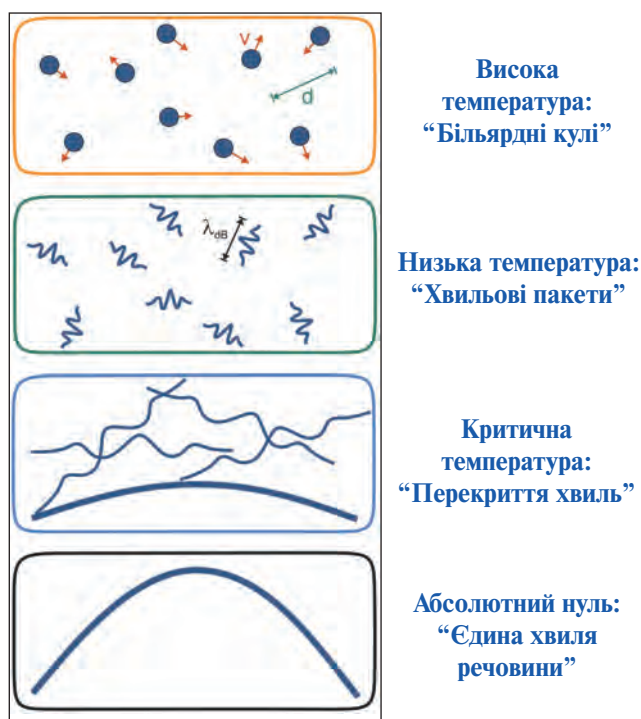 v
d
Висока
температура:
“Більярдні кулі”
λdB
Низька температура:
“Хвильові пакети”
Критична
температура:
“Перекриття хвиль”
Абсолютний нуль:
“Єдина хвиля
речовини”